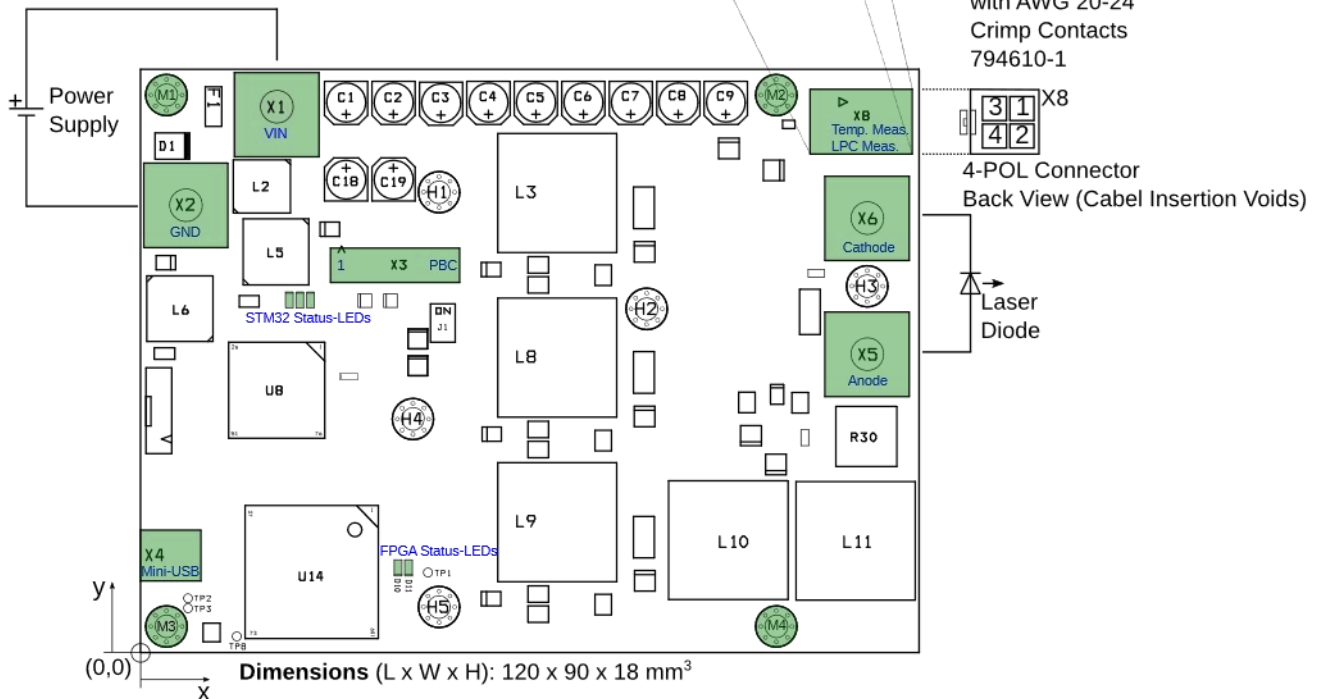 with AWG 20-24
Crimp Contacts
794610-1
+
Power
Supply
M1
F1
X1
VIN
C1
C2
C3
C4
C5
C6
C7
C8
C9
+
+
+
+
+
+
+
+
+
M2
X8
Temp. Meas.
LPC Meas.
3 1
4 2
X8
4-POL Connector
Back View (Cabel Insertion Voids)
D1
X2
GND
L2
+
C18
+
C19
H1
L3
X6
Cathode
L5
1
X3
PBC
L6
STM32 Status-LEDs
ON
J1
H2
H3
Laser
Diode
U8
L8
X5
Anode
H4
R30
L9
L10
L11
X4
Mini-USB
U14
FPGA Status-LEDs
D10
D11
TP1
H5
TP2
TP3
M3
TP8
M4
y
(0,0)
x
Dimensions (L x W x H): 120 x 90 x 18 mm³